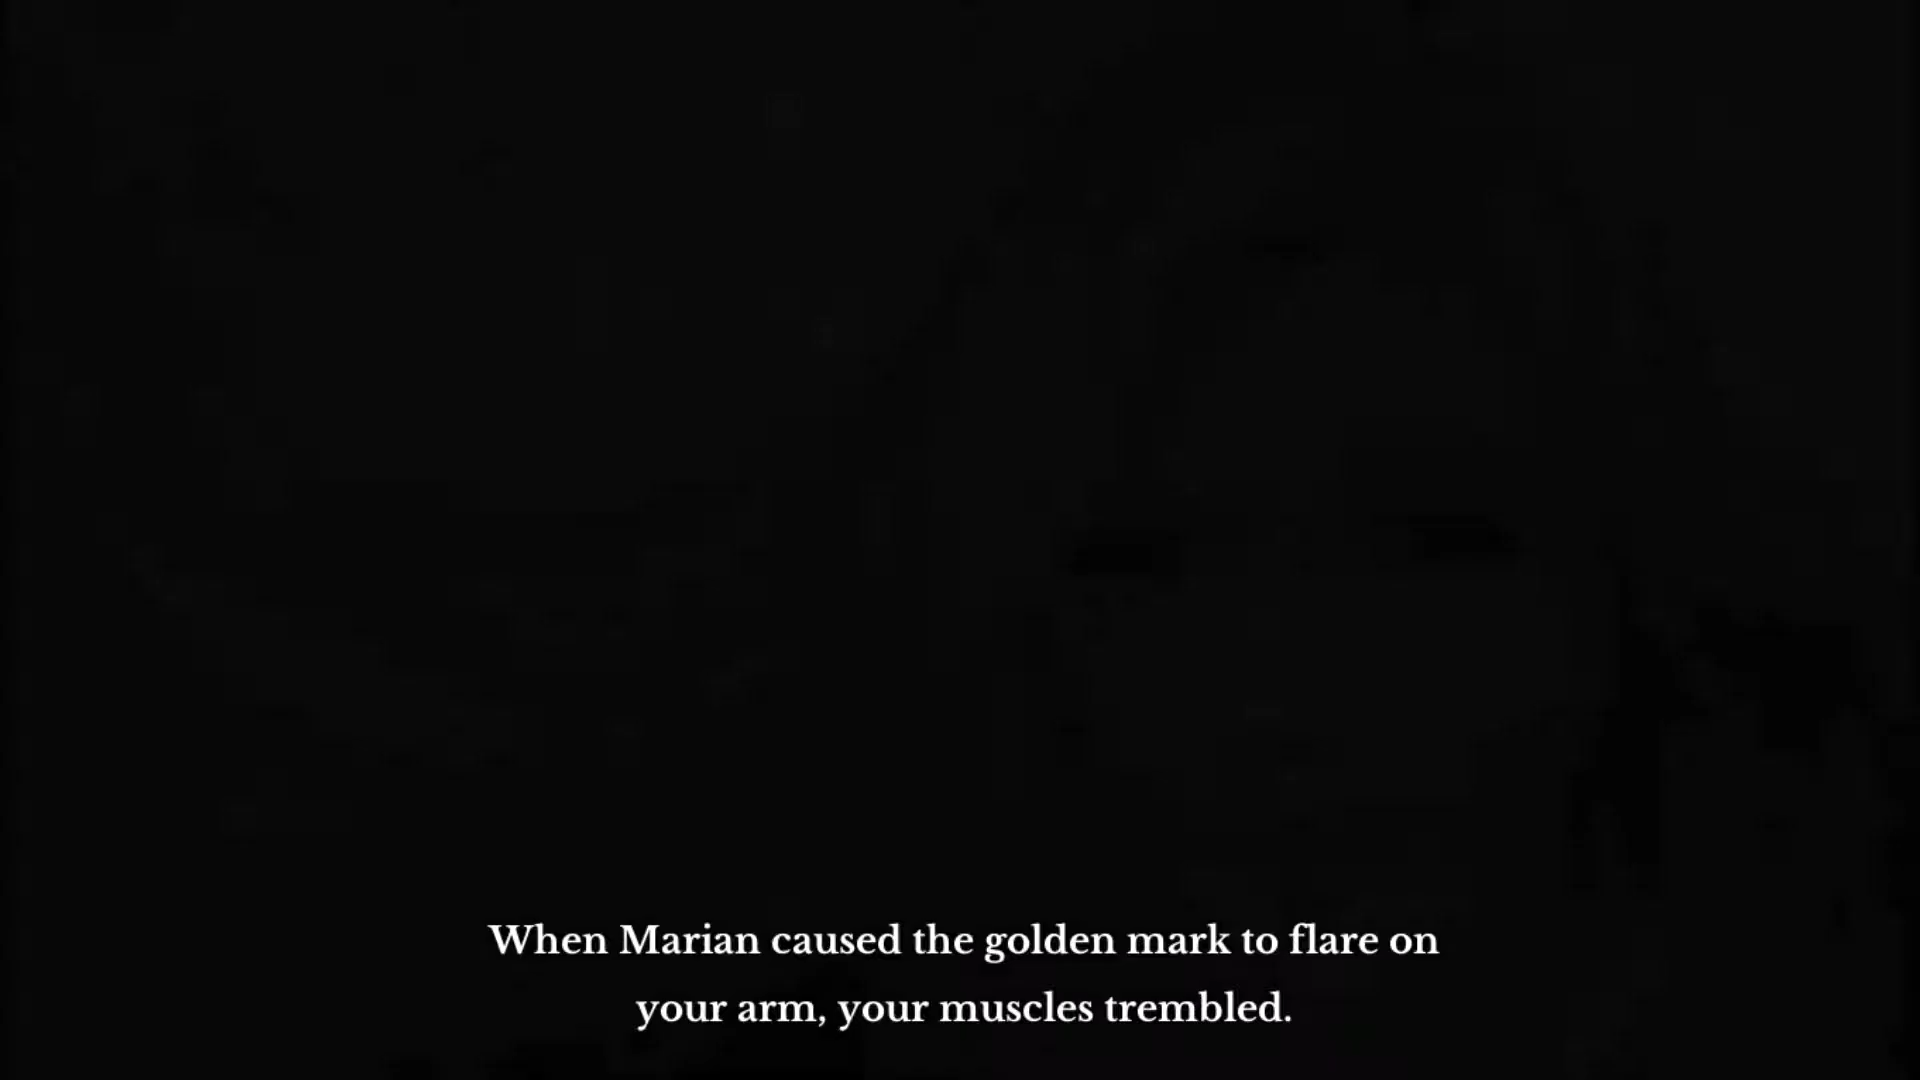 When Marian caused the golden mark to flare on
your arm, your muscles trembled.